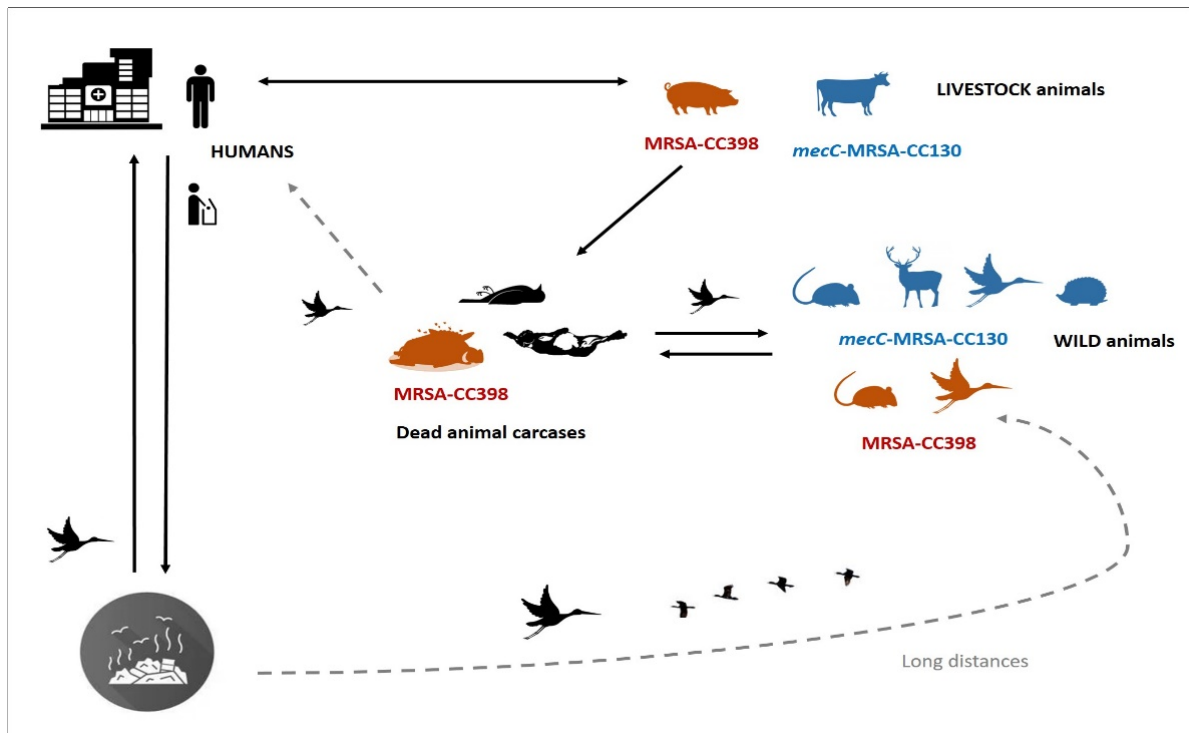 LIVESTOCK animals
MRSA-CC398
mecC-MRSA-CC130
HUMANS
mecC-MRSA-CC130
WILD animals
MRSA-CC398
Dead animal carcases
MRSA-CC398
Long distances